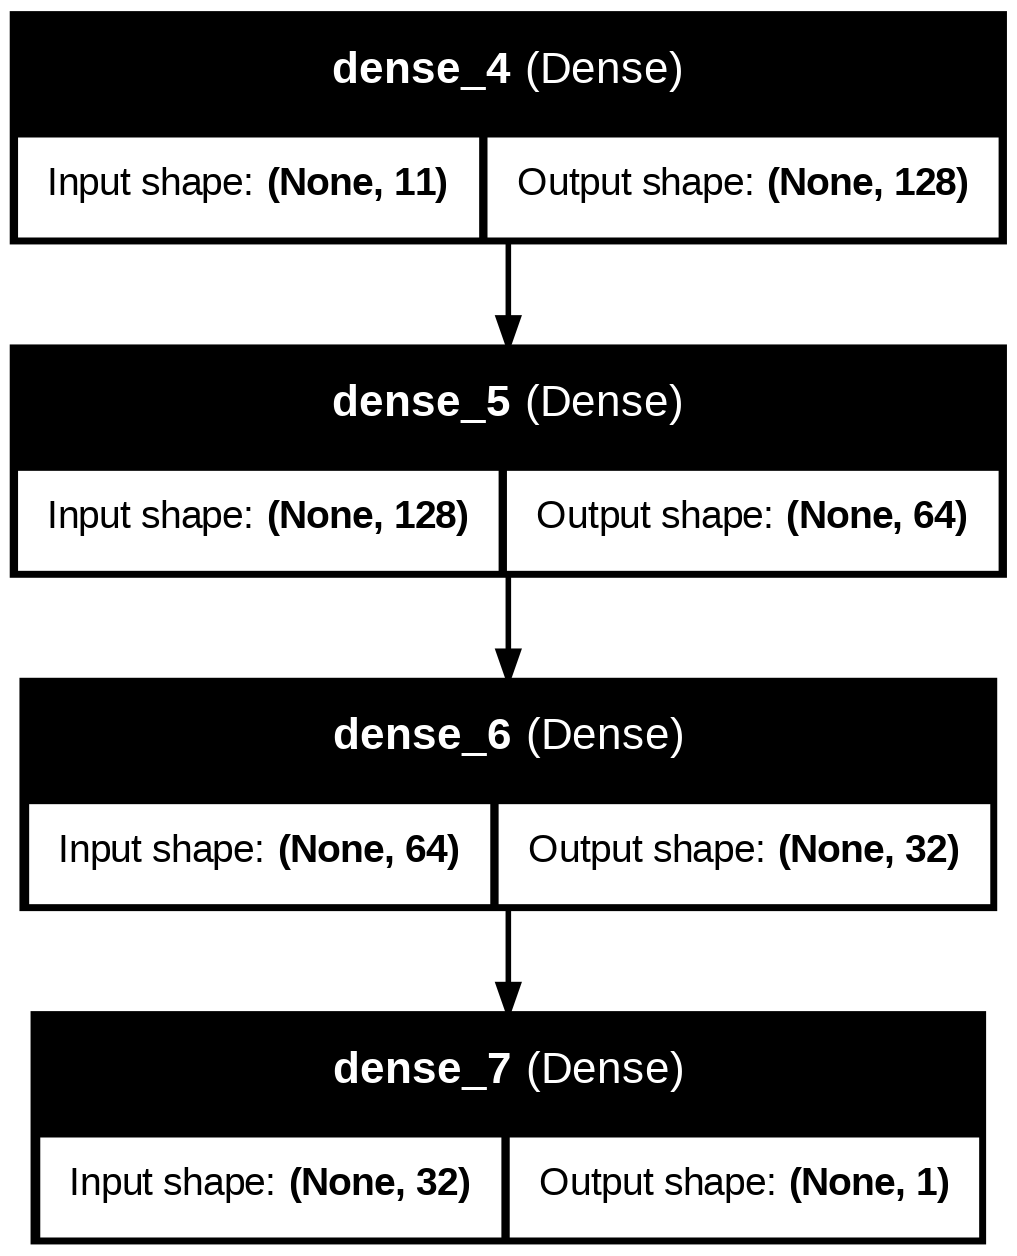 dense_4 (Dense)
Input shape: (None, 11) Output shape: (None, 128)
dense_5 (Dense)
Input shape: (None, 128) Output shape: (None, 64)
dense_6 (Dense)
Input shape: (None, 64) Output shape: (None, 32)
dense_7 (Dense)
Input shape: (None, 32) Output shape: (None, 1)